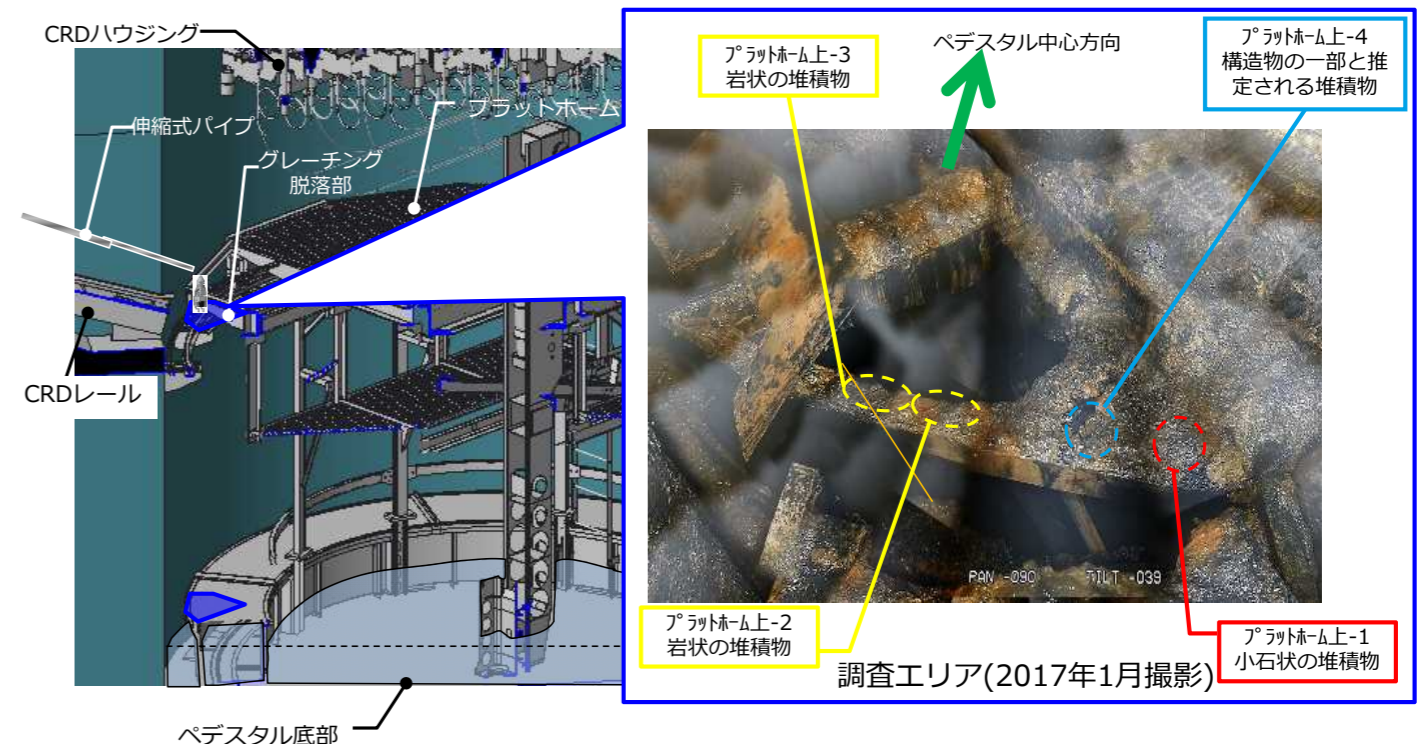 CRDハウジング
伸縮式パイプ
プラットホーム
グレーチング
脱落部
CRDレール
ペデスタル底部
ﾌﾟﾗｯﾄﾎｰﾑ上-3
岩状の堆積物
ペデスタル中心方向
ﾌﾟﾗｯﾄﾎｰﾑ上-4
構造物の一部と推
定される堆積物
PAN -090 TILT -039
ﾌﾟﾗｯﾄﾎｰﾑ上-2
岩状の堆積物
ﾌﾟﾗｯﾄﾎｰﾑ上-1
小石状の堆積物
調査エリア(2017年1月撮影)